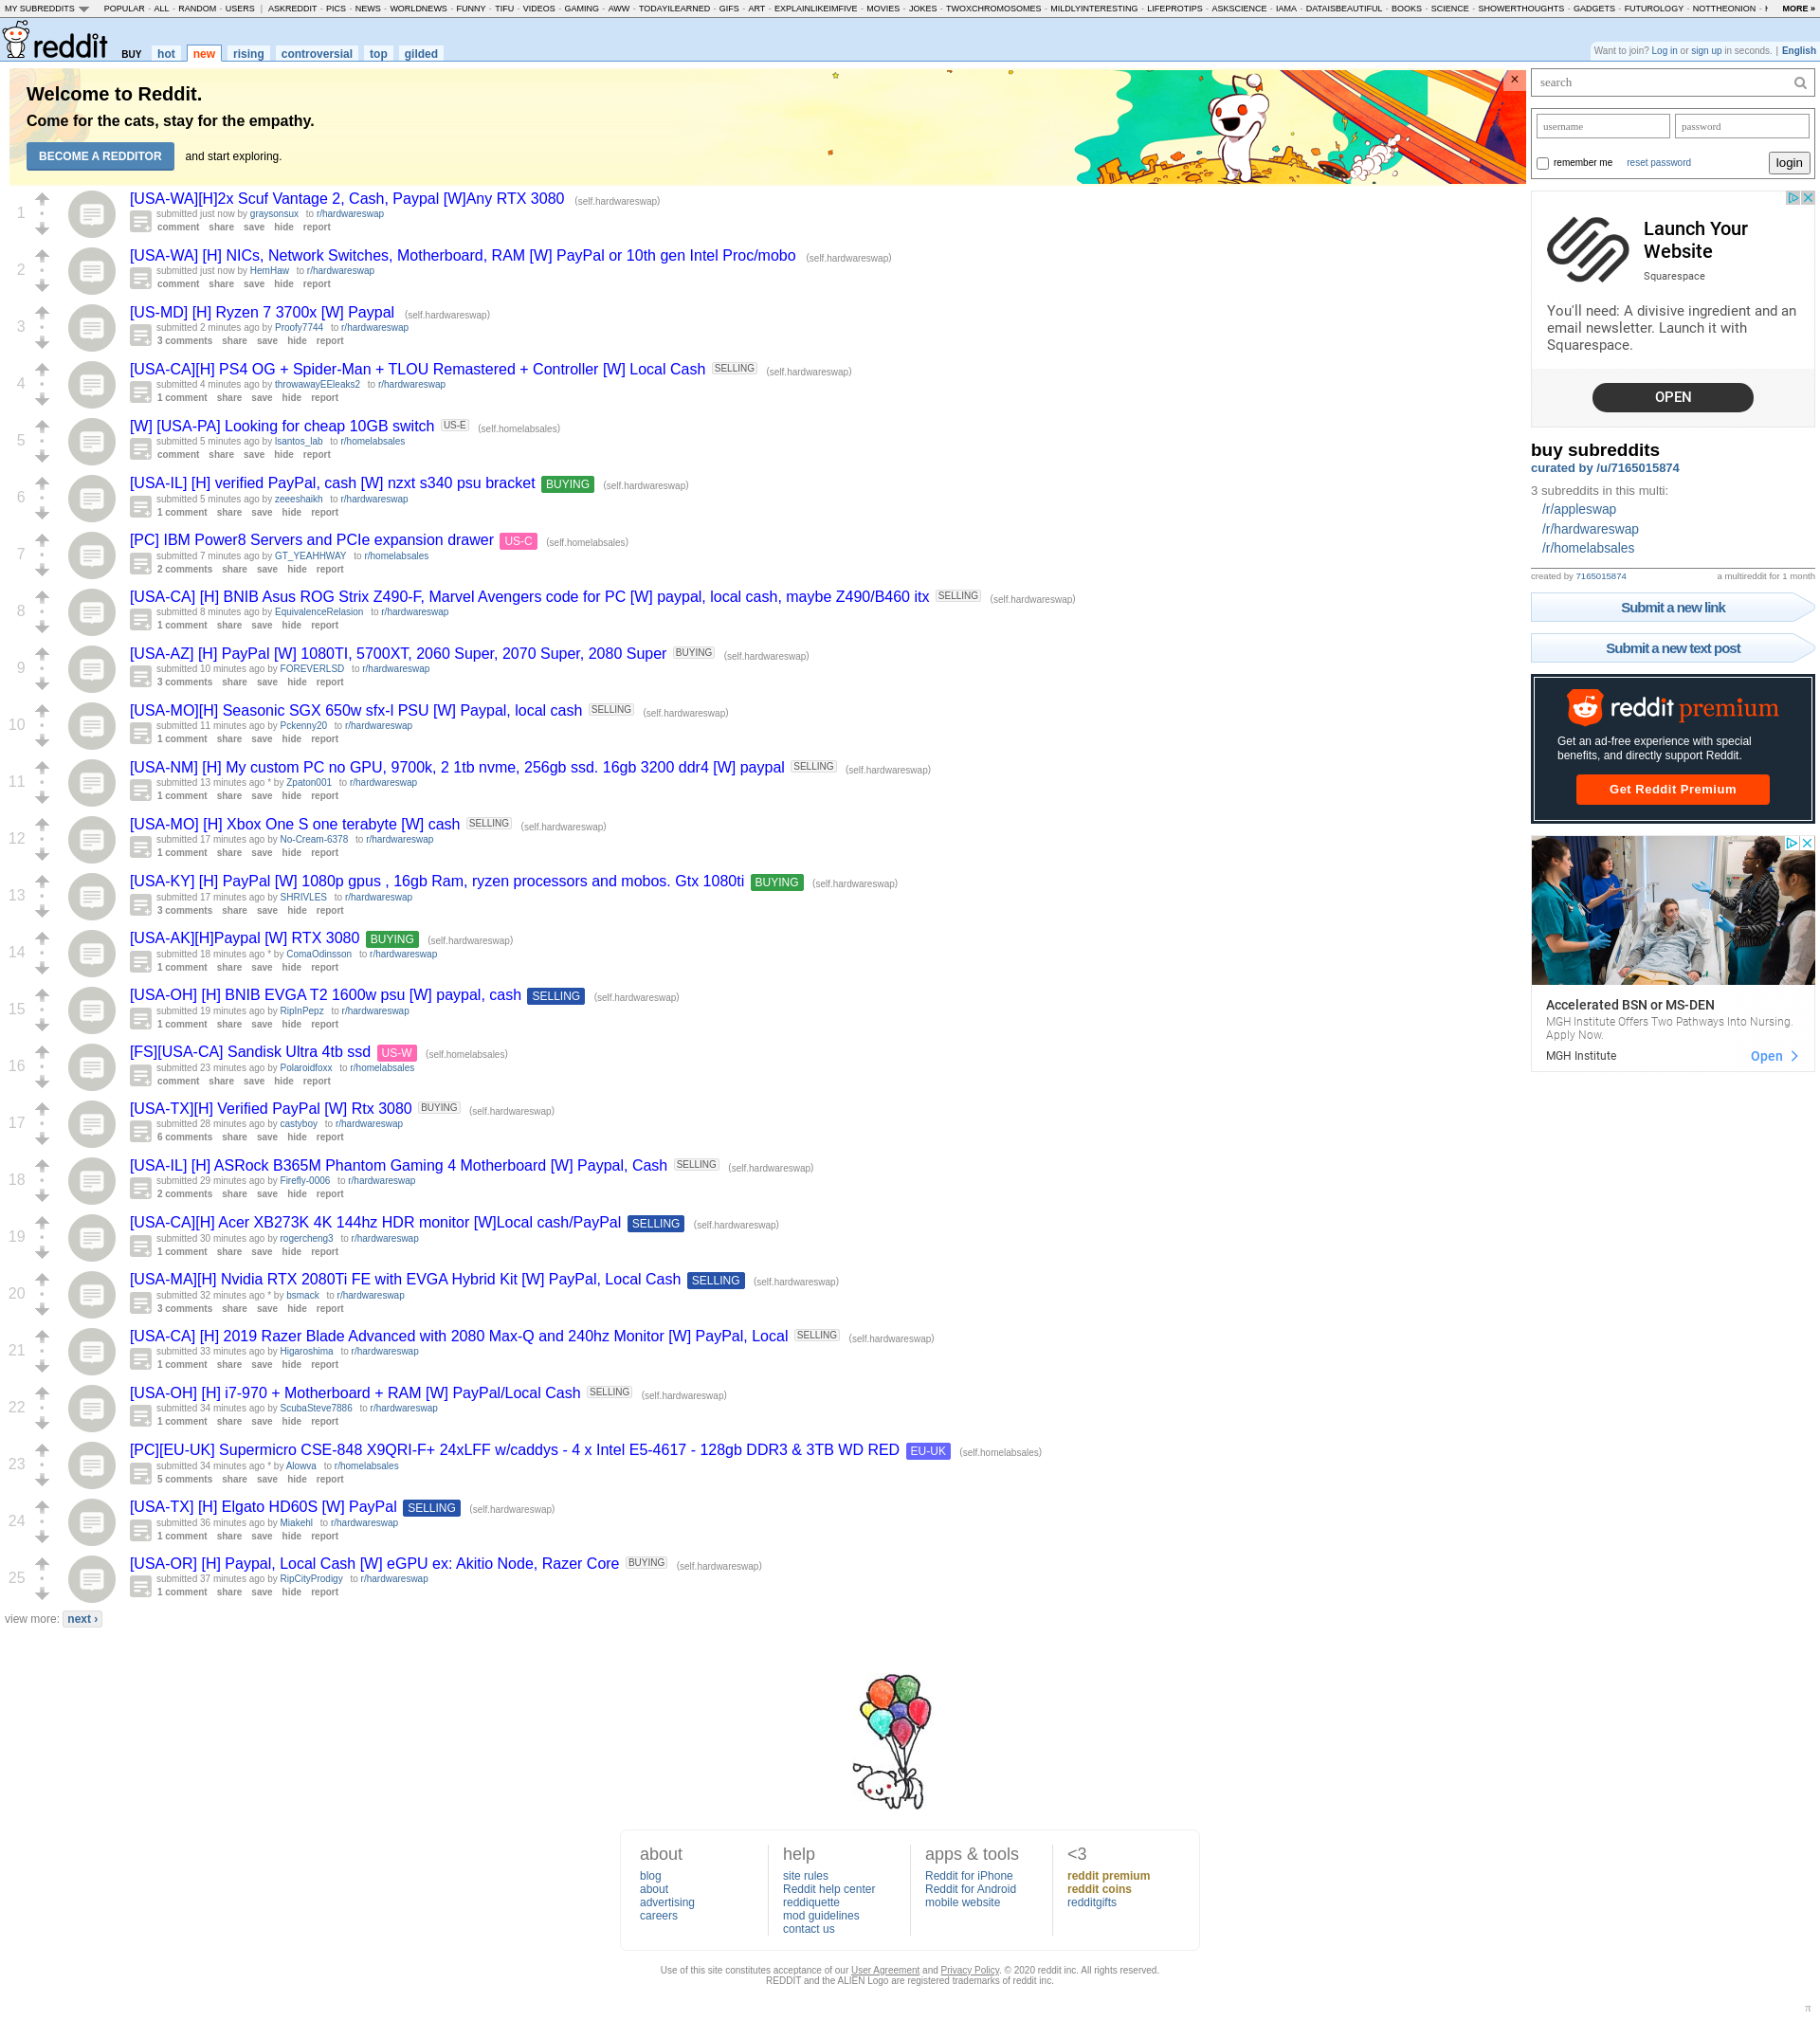 MY SUBREDDITS POPULAR - ALL - RANDOM - USERS | ASKREDDIT - PICS - NEWS - WORLDNEWS - FUNNY - TIFU - VIDEOS - GAMING - AWW - TODAYILEARNED - GIFS - ART - EXPLAINLIKEIMFIVE - MOVIES - JOKES - TWOXCHROMOSOMES - MILDLYINTERESTING - LIFEPROTIPS - ASKSCIENCE - IAMA - DATAISBEAUTIFUL - BOOKS - SCIENCE - SHOWERTHOUGHTS - GADGETS - FUTUROLOGY - NOTTHEONION - MORE »
reddit BUY hot new rising controversial top gilded
Want to join? Log in or sign up in seconds. | English
Welcome to Reddit.
Come for the cats, stay for the empathy.
BECOME A REDDITOR and start exploring.
1
[USA-WA][H]2x Scuf Vantage 2, Cash, Paypal [W]Any RTX 3080 (self.hardwareswap)
submitted just now by graysonsux to r/hardwareswap
comment share save hide report
2
[USA-WA] [H] NICs, Network Switches, Motherboard, RAM [W] PayPal or 10th gen Intel Proc/mobo (self.hardwareswap)
submitted just now by HemHaw to r/hardwareswap
comment share save hide report
3
[US-MD] [H] Ryzen 7 3700x [W] Paypal (self.hardwareswap)
submitted 2 minutes ago by Proofy7744 to r/hardwareswap
3 comments share save hide report
4
[USA-CA][H] PS4 OG + Spider-Man + TLOU Remastered + Controller [W] Local Cash SELLING (self.hardwareswap)
submitted 4 minutes ago by throwawayEEleaks2 to r/hardwareswap
1 comment share save hide report
5
[W] [USA-PA] Looking for cheap 10GB switch US-E (self.homelabsales)
submitted 5 minutes ago by lsantos_lab to r/homelabsales
comment share save hide report
6
[USA-IL] [H] verified PayPal, cash [W] nzxt s340 psu bracket BUYING (self.hardwareswap)
submitted 5 minutes ago by zeeeshaikh to r/hardwareswap
1 comment share save hide report
7
[PC] IBM Power8 Servers and PCIe expansion drawer US-C (self.homelabsales)
submitted 7 minutes ago by GT_YEAHHWAY to r/homelabsales
2 comments share save hide report
8
[USA-CA] [H] BNIB Asus ROG Strix Z490-F, Marvel Avengers code for PC [W] paypal, local cash, maybe Z490/B460 itx SELLING (self.hardwareswap)
submitted 8 minutes ago by EquivalenceRelasion to r/hardwareswap
1 comment share save hide report
9
[USA-AZ] [H] PayPal [W] 1080TI, 5700XT, 2060 Super, 2070 Super, 2080 Super BUYING (self.hardwareswap)
submitted 10 minutes ago by FOREVERLSD to r/hardwareswap
3 comments share save hide report
10
[USA-MO][H] Seasonic SGX 650w sfx-l PSU [W] Paypal, local cash SELLING (self.hardwareswap)
submitted 11 minutes ago by Pckenny20 to r/hardwareswap
1 comment share save hide report
11
[USA-NM] [H] My custom PC no GPU, 9700k, 2 1tb nvme, 256gb ssd. 16gb 3200 ddr4 [W] paypal SELLING (self.hardwareswap)
submitted 13 minutes ago * by Zpaton001 to r/hardwareswap
1 comment share save hide report
12
[USA-MO] [H] Xbox One S one terabyte [W] cash SELLING (self.hardwareswap)
submitted 17 minutes ago by No-Cream-6378 to r/hardwareswap
1 comment share save hide report
13
[USA-KY] [H] PayPal [W] 1080p gpus , 16gb Ram, ryzen processors and mobos. Gtx 1080ti BUYING (self.hardwareswap)
submitted 17 minutes ago by SHRIVLES to r/hardwareswap
3 comments share save hide report
14
[USA-AK][H]Paypal [W] RTX 3080 BUYING (self.hardwareswap)
submitted 18 minutes ago * by ComaOdinsson to r/hardwareswap
1 comment share save hide report
15
[USA-OH] [H] BNIB EVGA T2 1600w psu [W] paypal, cash SELLING (self.hardwareswap)
submitted 19 minutes ago by RipInPepz to r/hardwareswap
1 comment share save hide report
16
[FS][USA-CA] Sandisk Ultra 4tb ssd US-W (self.homelabsales)
submitted 23 minutes ago by Polaroidfoxx to r/homelabsales
comment share save hide report
17
[USA-TX][H] Verified PayPal [W] Rtx 3080 BUYING (self.hardwareswap)
submitted 28 minutes ago by castyboy to r/hardwareswap
6 comments share save hide report
18
[USA-IL] [H] ASRock B365M Phantom Gaming 4 Motherboard [W] Paypal, Cash SELLING (self.hardwareswap)
submitted 29 minutes ago by Firefly-0006 to r/hardwareswap
2 comments share save hide report
19
[USA-CA][H] Acer XB273K 4K 144hz HDR monitor [W]Local cash/PayPal SELLING (self.hardwareswap)
submitted 30 minutes ago by rogercheng3 to r/hardwareswap
1 comment share save hide report
20
[USA-MA][H] Nvidia RTX 2080Ti FE with EVGA Hybrid Kit [W] PayPal, Local Cash SELLING (self.hardwareswap)
submitted 32 minutes ago * by bsmack to r/hardwareswap
3 comments share save hide report
21
[USA-CA] [H] 2019 Razer Blade Advanced with 2080 Max-Q and 240hz Monitor [W] PayPal, Local SELLING (self.hardwareswap)
submitted 33 minutes ago by Higaroshima to r/hardwareswap
1 comment share save hide report
22
[USA-OH] [H] i7-970 + Motherboard + RAM [W] PayPal/Local Cash SELLING (self.hardwareswap)
submitted 34 minutes ago by ScubaSteve7886 to r/hardwareswap
1 comment share save hide report
23
[PC][EU-UK] Supermicro CSE-848 X9QRI-F+ 24xLFF w/caddys - 4 x Intel E5-4617 - 128gb DDR3 & 3TB WD RED EU-UK (self.homelabsales)
submitted 34 minutes ago * by Alowva to r/homelabsales
5 comments share save hide report
24
[USA-TX] [H] Elgato HD60S [W] PayPal SELLING (self.hardwareswap)
submitted 36 minutes ago by Miakehl to r/hardwareswap
1 comment share save hide report
25
[USA-OR] [H] Paypal, Local Cash [W] eGPU ex: Akitio Node, Razer Core BUYING (self.hardwareswap)
submitted 37 minutes ago by RipCityProdigy to r/hardwareswap
1 comment share save hide report
view more: next ›
search
username password
remember me reset password login
Launch Your
Website
Squarespace
You'll need: A divisive ingredient and an
email newsletter. Launch it with
Squarespace.
OPEN
buy subreddits
curated by /u/7165015874
3 subreddits in this multi:
/r/appleswap
/r/hardwareswap
/r/homelabsales
created by 7165015874 a multireddit for 1 month
Submit a new link
Submit a new text post
reddit premium
Get an ad-free experience with special
benefits, and directly support Reddit.
Get Reddit Premium
Accelerated BSN or MS-DEN
MGH Institute Offers Two Pathways Into Nursing.
Apply Now.
MGH Institute Open
about
blog
about
advertising
careers
help
site rules
Reddit help center
reddiquette
mod guidelines
contact us
apps & tools
Reddit for iPhone
Reddit for Android
mobile website
<3
reddit premium
reddit coins
redditgifts
Use of this site constitutes acceptance of our User Agreement and Privacy Policy. © 2020 reddit inc. All rights reserved.
REDDIT and the ALIEN Logo are registered trademarks of reddit inc.
π